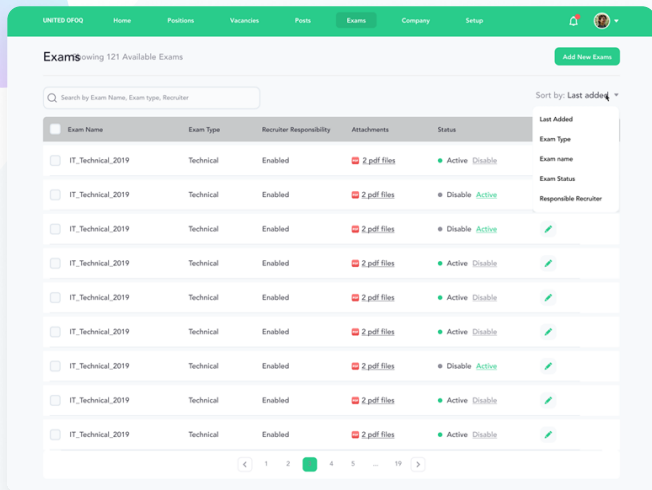 UNITED OFOQ Home Positions Vacancies Posts Exams Company Setup
Exams Showing 121 Available Exams Add New Exams
Search by Exam Name, Exam type, Recruiter Sort by: Last added
Exam Name Exam Type Recruiter Responsibility Attachments Status
Last Added
Exam Type
Exam name
Exam Status
Responsible Recruiter
IT_Technical_2019 Technical Enabled 2 pdf files Active Disable
IT_Technical_2019 Technical Enabled 2 pdf files Disable Active
IT_Technical_2019 Technical Enabled 2 pdf files Disable Active
IT_Technical_2019 Technical Enabled 2 pdf files Active Disable
IT_Technical_2019 Technical Enabled 2 pdf files Active Disable
IT_Technical_2019 Technical Enabled 2 pdf files Active Disable
IT_Technical_2019 Technical Enabled 2 pdf files Disable Active
IT_Technical_2019 Technical Enabled 2 pdf files Active Disable
IT_Technical_2019 Technical Enabled 2 pdf files Active Disable
1 2 4 5 ... 19